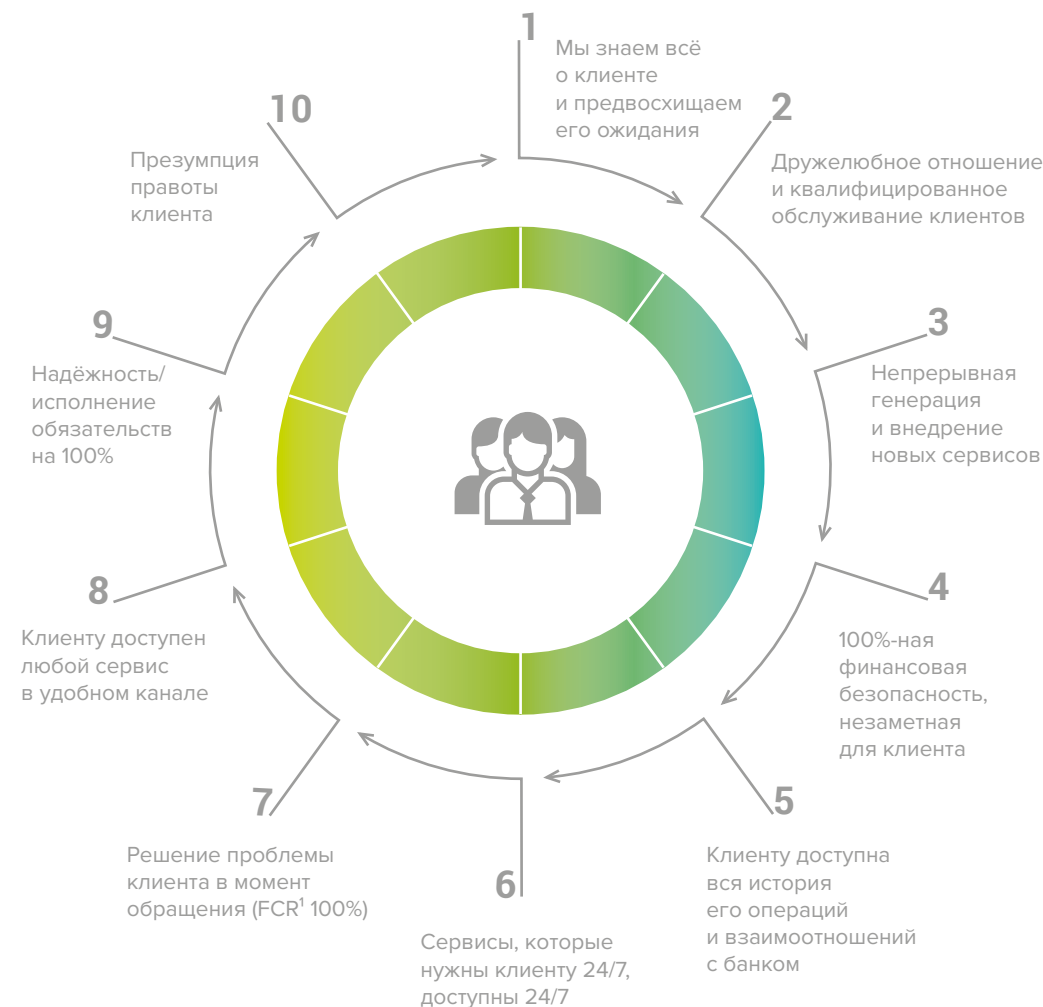 1
Мы знаем всё
о клиенте
и предвосхищаем
его ожидания
2
Дружелюбное отношение
и квалифицированное
обслуживание клиентов
3
Непрерывная
генерация
и внедрение
новых сервисов
4
100%-ная
финансовая
безопасность,
незаметная
для клиента
5
Клиенту доступна
вся история
его операций
и взаимоотношений
с банком
6
Сервисы, которые
нужны клиенту 24/7,
доступны 24/7
7
Решение проблемы
клиента в момент
обращения (FCR¹ 100%)
8
Клиенту доступен
любой сервис
в удобном канале
9
Надёжность/
исполнение
обязательств
на 100%
10
Презумпция
правоты
клиента